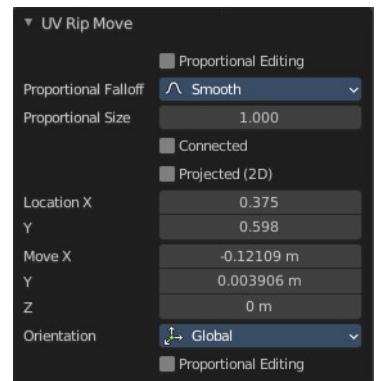 UV Rip Move
Proportional Editing
Proportional Falloff Smooth
Proportional Size 1.000
Connected
Projected (2D)
Location X 0.375
Y 0.598
Move X -0.12109 m
Y 0.003906 m
Z 0 m
Orientation Global
Proportional Editing